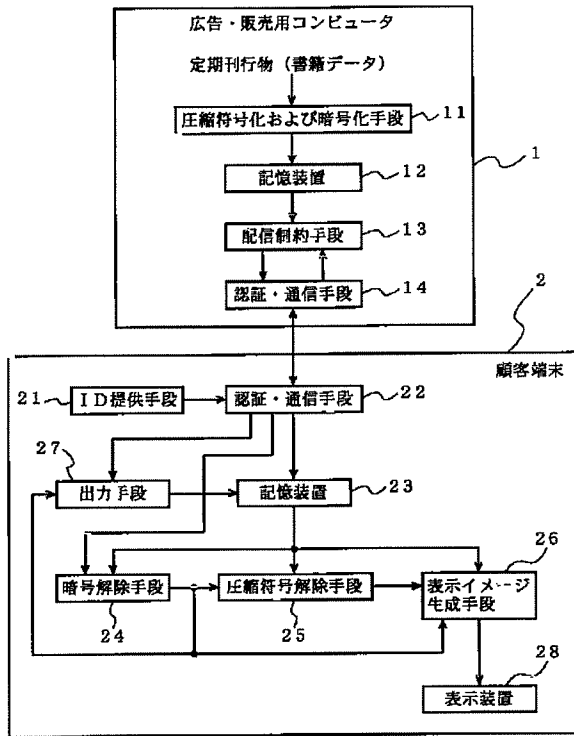 広告・販売用コンピュータ
定期刊行物（書籍データ）
圧縮符号化および暗号化手段
11
1
記憶装置
12
配信制約手段
13
認証・通信手段
14
2
顧客端末
21
ＩＤ提供手段
認証・通信手段
22
27
出力手段
記憶装置
23
26
暗号解除手段
圧縮符号解除手段
表示イメージ
生成手段
24
25
28
表示装置